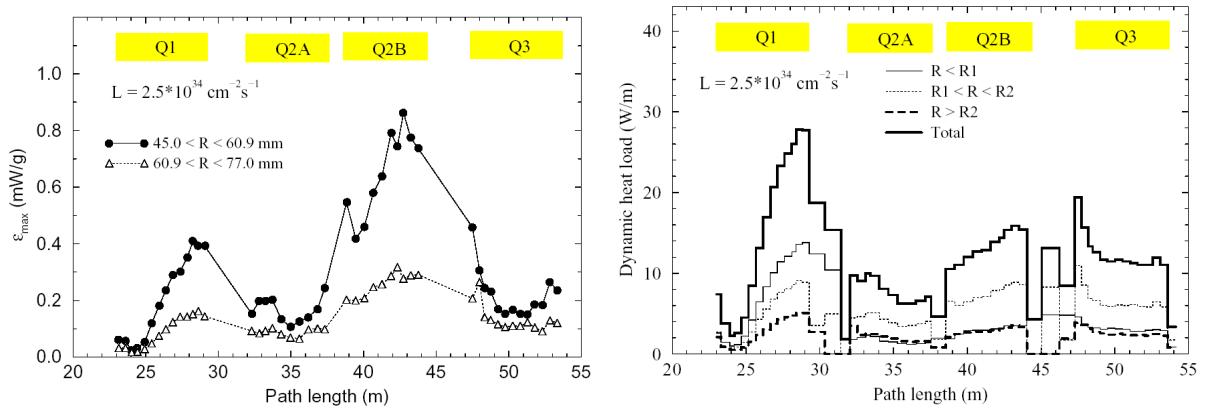 Q1 Q2A Q2B Q3
L = 2.5*10^34 cm^−2 s^−1
45.0 < R < 60.9 mm
60.9 < R < 77.0 mm
ε_max (mW/g)
1.0
0.8
0.6
0.4
0.2
0.0
20 25 30 35 40 45 50 55
Path length (m)
Q1 Q2A Q2B Q3
L = 2.5*10^34 cm^−2 s^−1
R < R1
R1 < R < R2
R > R2
Total
Dynamic heat load (W/m)
40
30
20
10
0
20 25 30 35 40 45 50 55
Path length (m)